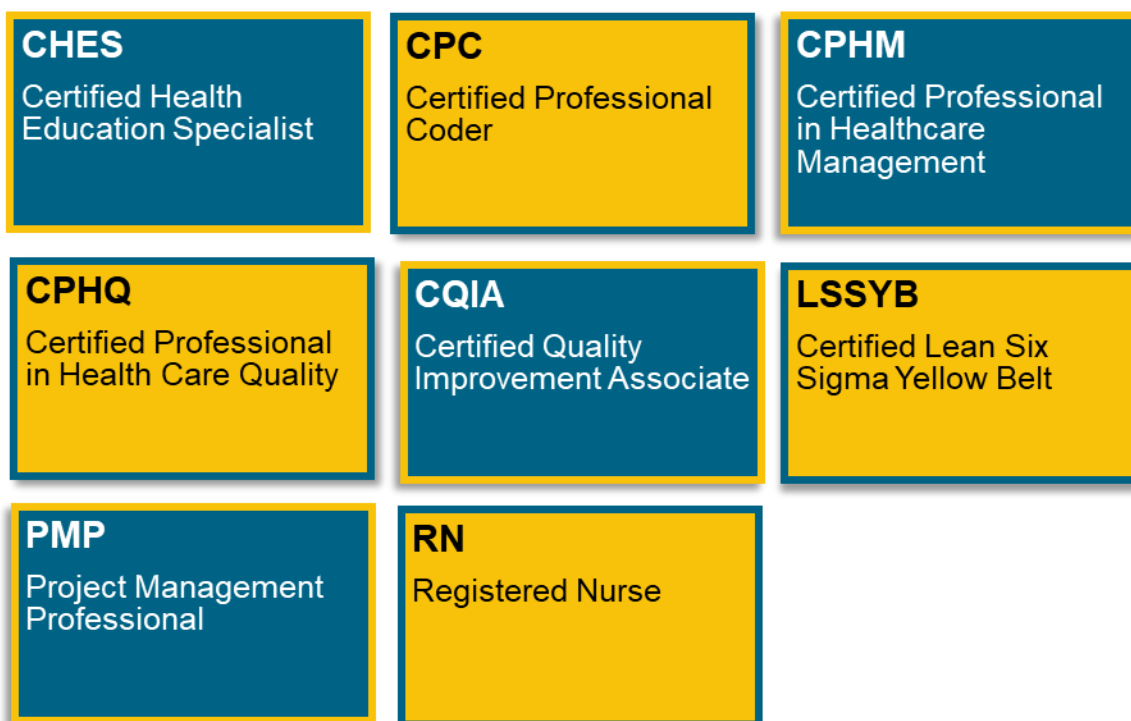 CHES
Certified Health
Education Specialist
CPC
Certified Professional
Coder
CPHM
Certified Professional
in Healthcare
Management
CPHQ
Certified Professional
in Health Care Quality
CQIA
Certified Quality
Improvement Associate
LSSYB
Certified Lean Six
Sigma Yellow Belt
PMP
Project Management
Professional
RN
Registered Nurse